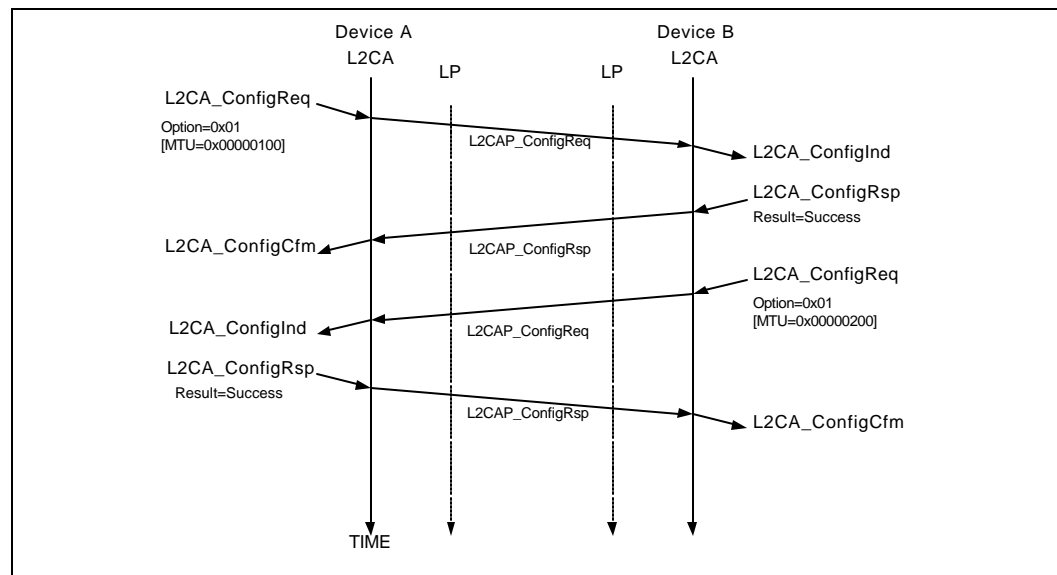 Device A
Device B
L2CA
LP
LP
L2CA
L2CA_ConfigReq
Option=0x01
[MTU=0x00000100]
L2CAP_ConfigReq
L2CA_ConfigInd
L2CA_ConfigRsp
Result=Success
L2CA_ConfigCfm
L2CAP_ConfigRsp
L2CA_ConfigReq
Option=0x01
[MTU=0x00000200]
L2CA_ConfigInd
L2CAP_ConfigReq
L2CA_ConfigRsp
Result=Success
L2CAP_ConfigRsp
L2CA_ConfigCfm
TIME